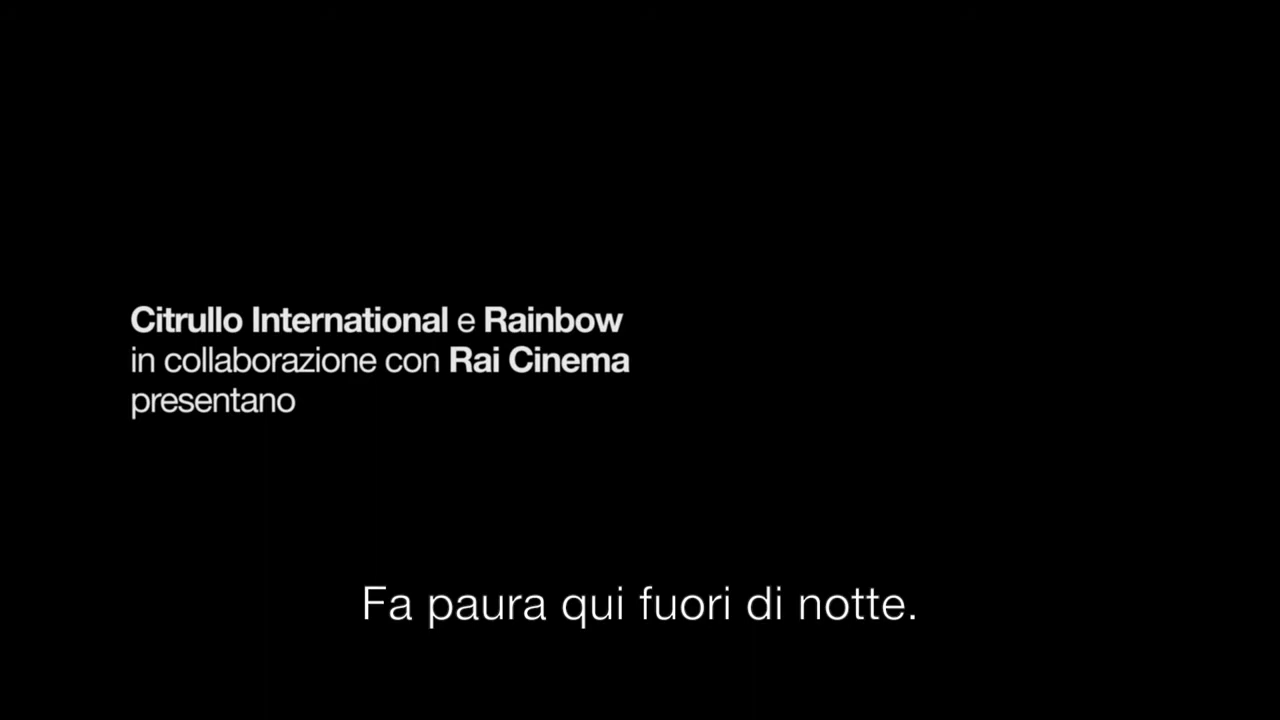 Citrullo International e Rainbow
in collaborazione con Rai Cinema
presentano
Fa paura qui fuori di notte.